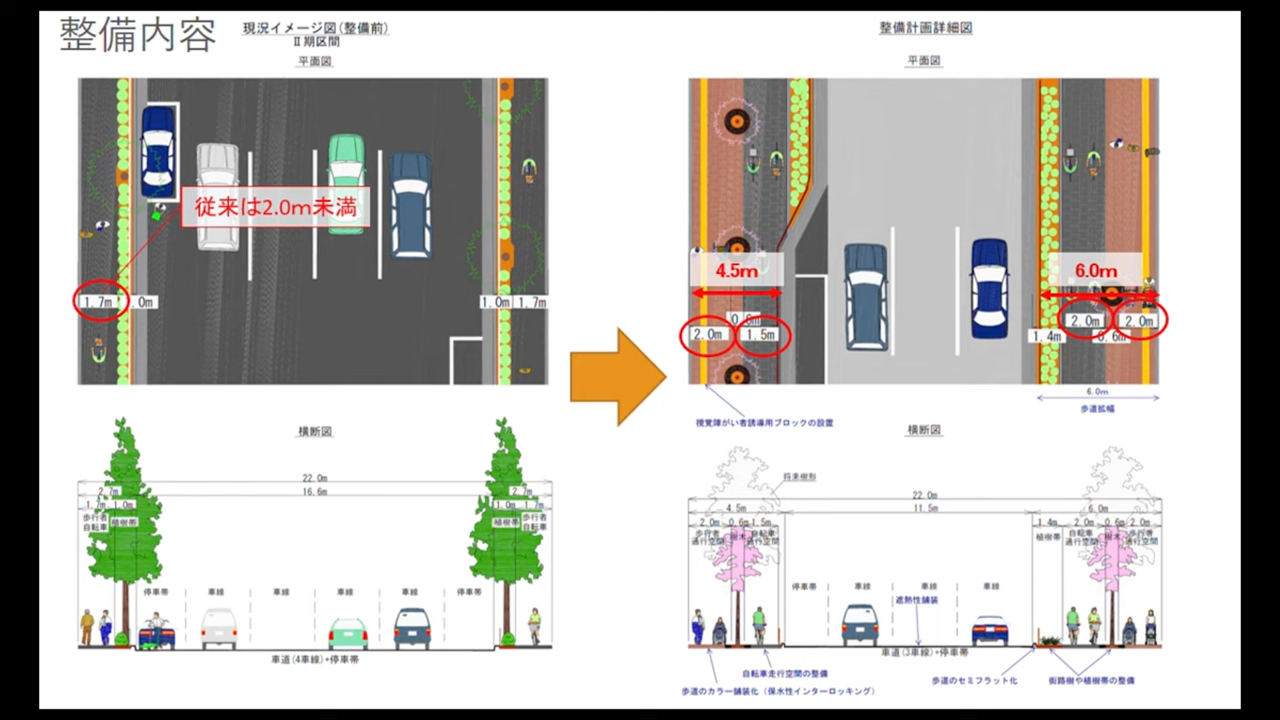 整備内容
現況イメージ図(整備前)
Ⅱ期区間
平面図
従来は2.0m未満
1.7m
.0m
1.0m
1.7m
横断図
22.0m
16.6m
2.7m
2.7m
1.7m
1.0m
1.0m
1.7m
歩行者
自転車
植樹帯
植樹帯
歩行者
自転車
停車帯
車線
車線
車線
車線
停車帯
車道(4車線)+停車帯
整備計画詳細図
平面図
4.5m
6.0m
0.6m
2.0m
1.5m
2.0m
2.0m
1.4m
0.6m
6.0m
歩道拡幅
視覚障がい者誘導用ブロックの設置
横断図
将来樹形
22.0m
4.5m
11.5m
6.0m
2.0m
0.6m
1.5m
1.4m
2.0m
0.6m
2.0m
歩行者
通行空間
樹木
自転車
通行空間
植樹帯
自転車
通行空間
樹木
歩行者
通行空間
停車帯
車線
車線
車線
遮熱性舗装
車道(3車線)+停車帯
自転車走行空間の整備
歩道のカラー舗装化(保水性インターロッキング)
歩道のセミフラット化
街路樹や植樹帯の整備